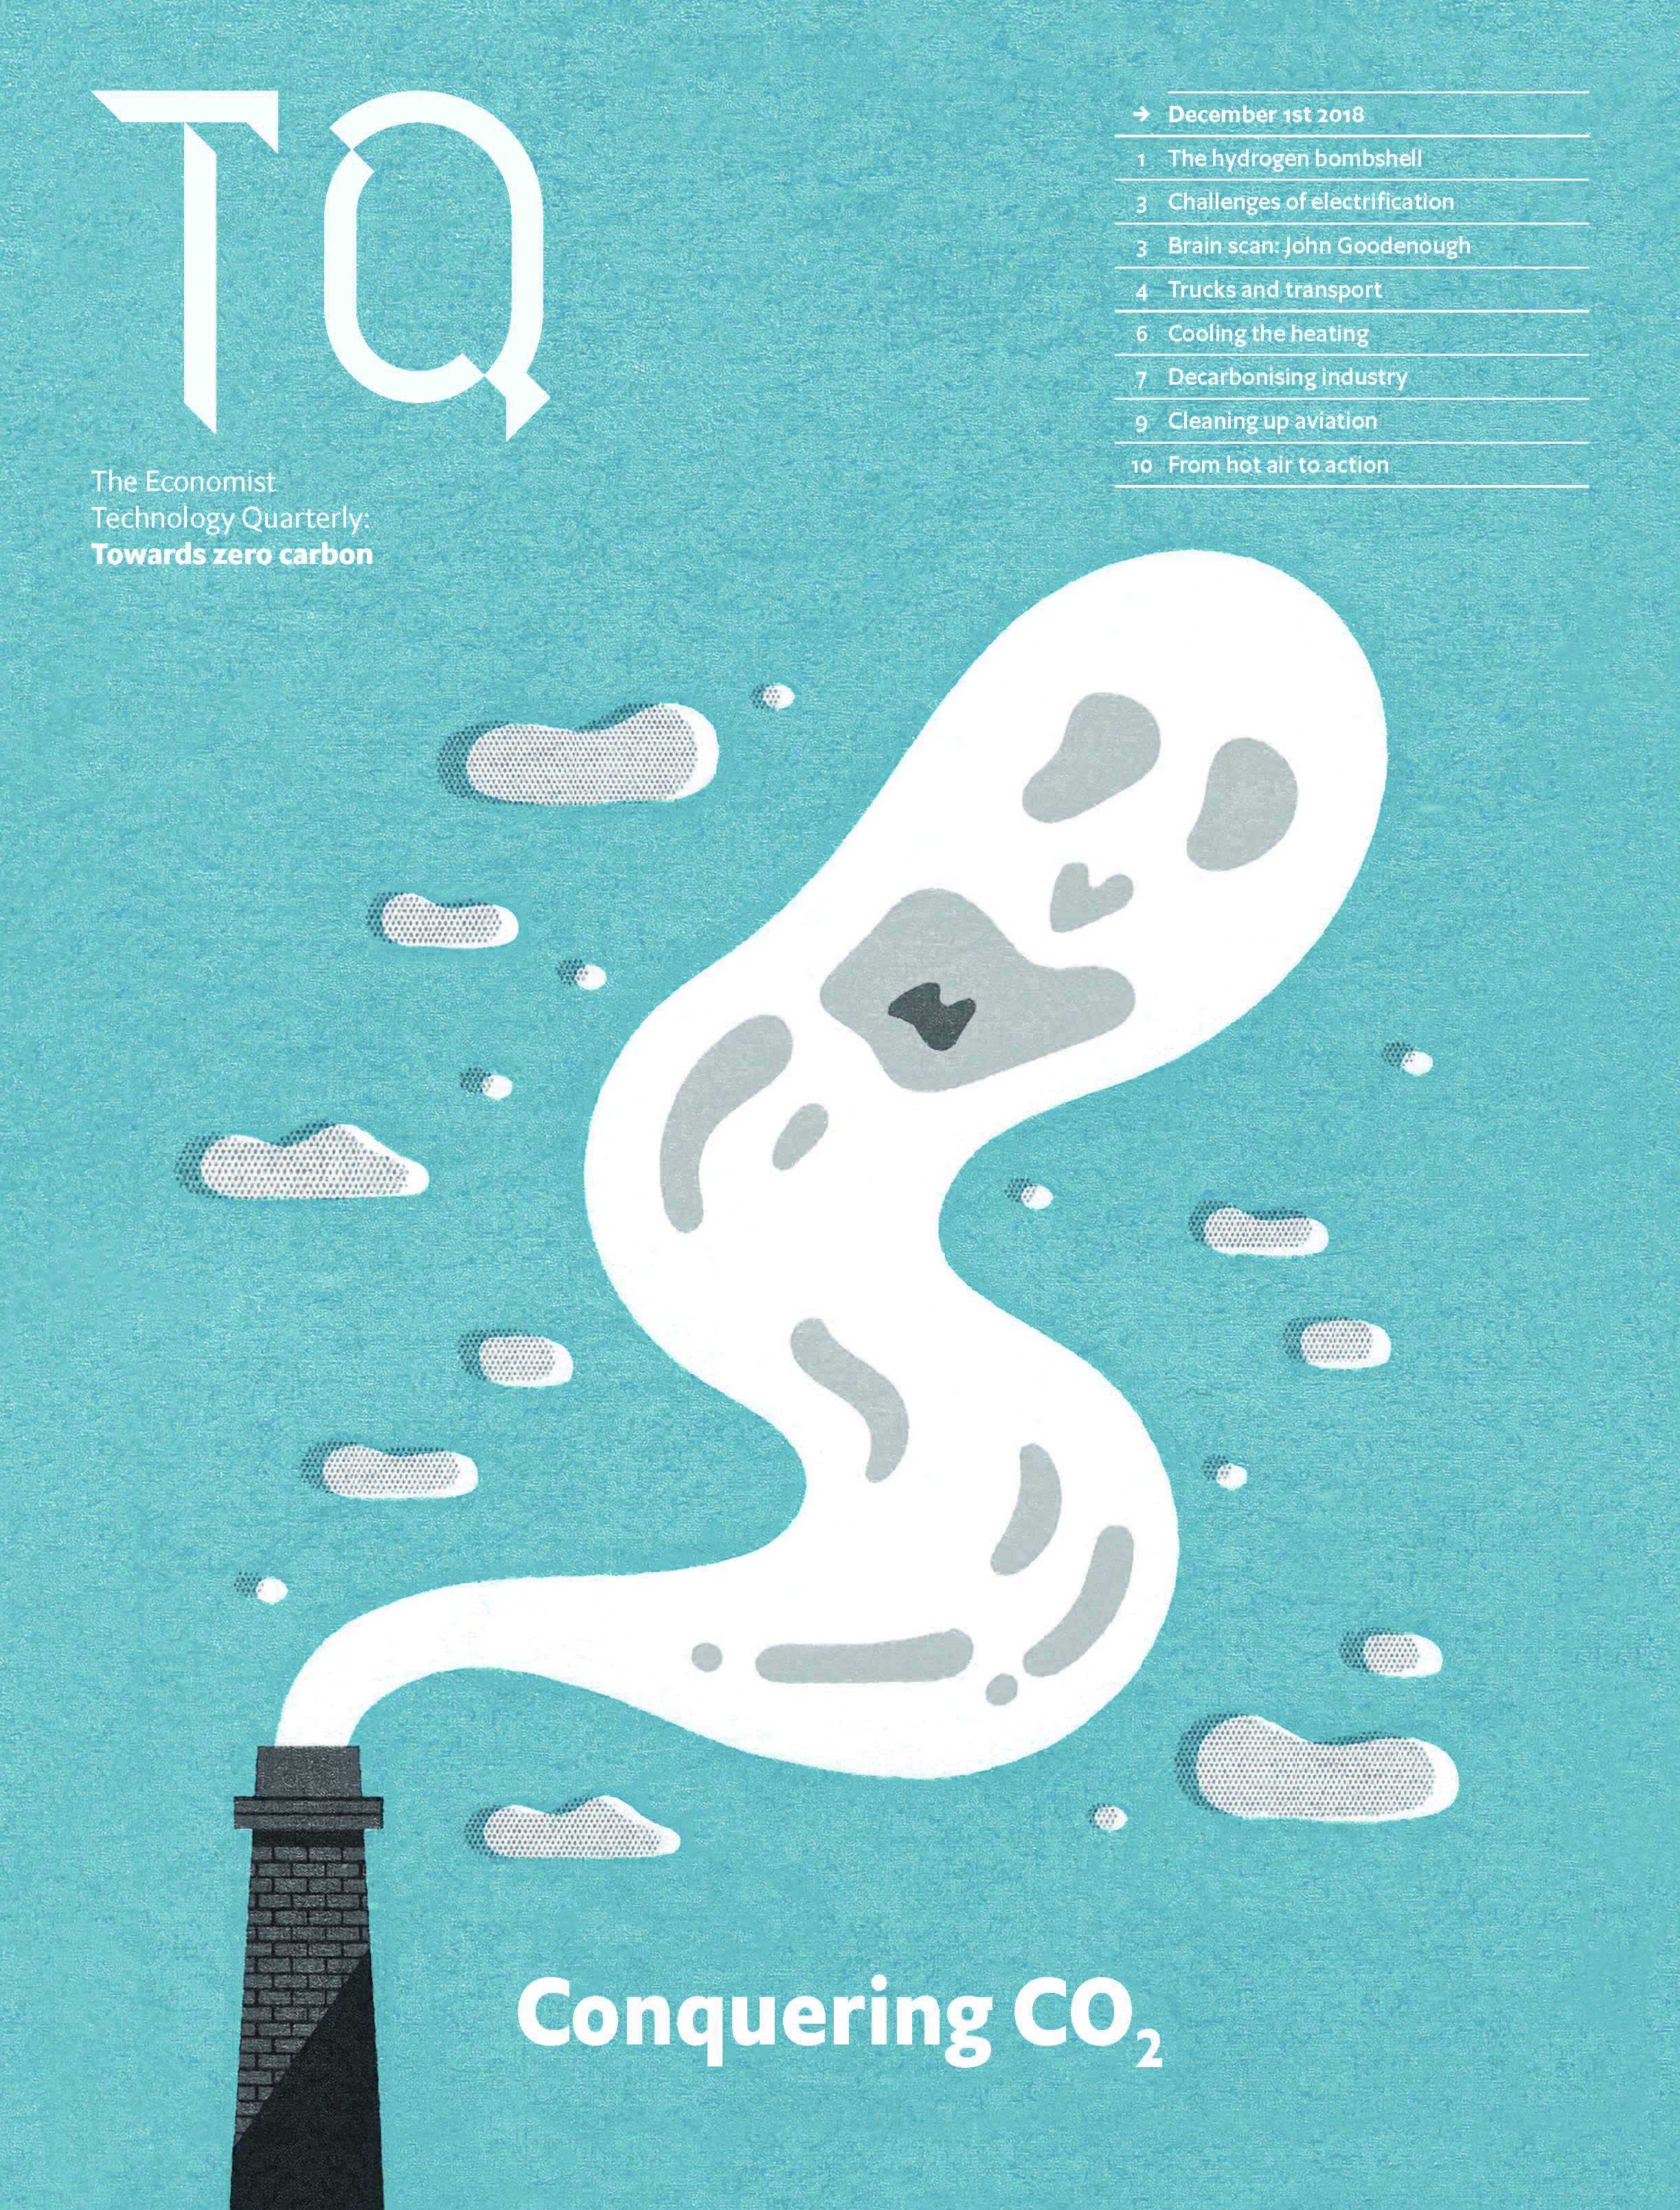 TQ
The Economist
Technology Quarterly:
Towards zero carbon
→ December 1st 2018
1 The hydrogen bombshell
3 Challenges of electrification
3 Brain scan: John Goodenough
4 Trucks and transport
6 Cooling the heating
7 Decarbonising industry
9 Cleaning up aviation
10 From hot air to action
Conquering CO₂